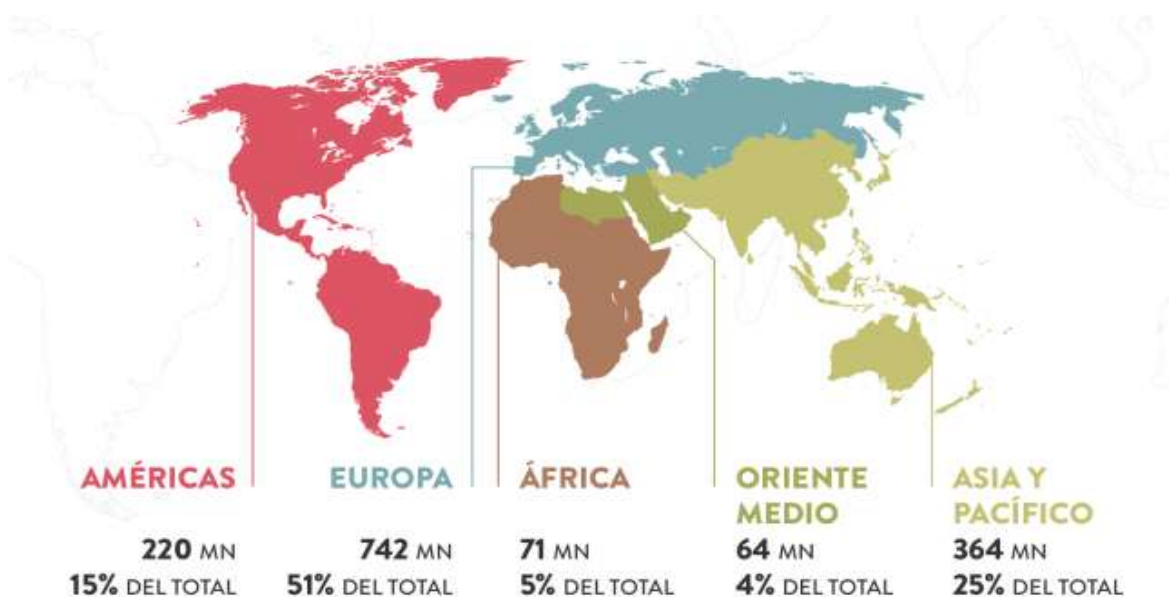 AMÉRICAS
220 MN
15% DEL TOTAL
EUROPA
742 MN
51% DEL TOTAL
ÁFRICA
71 MN
5% DEL TOTAL
ORIENTE
MEDIO
64 MN
4% DEL TOTAL
ASIA Y
PACÍFICO
364 MN
25% DEL TOTAL